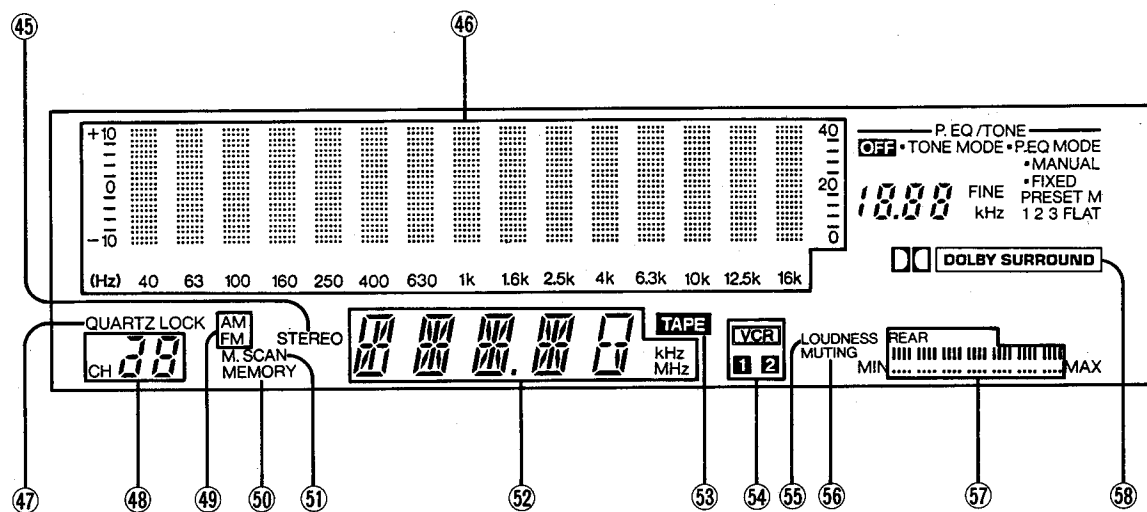 45 46
+10 40 P. EQ /TONE
OFF • TONE MODE • P.EQ MODE
• MANUAL
0 20 • FIXED
18.88 FINE PRESET M
kHz 1 2 3 FLAT
−10 0
(Hz) 40 63 100 160 250 400 630 1k 1.6k 2.5k 4k 6.3k 10k 12.5k 16k
DOLBY SURROUND
QUARTZ LOCK AM STEREO TAPE VCR LOUDNESS REAR
FM MUTING
CH 28 M. SCAN kHz 1 2 MIN MAX
MEMORY MHz
47 48 49 50 51 52 53 54 55 56 57 58